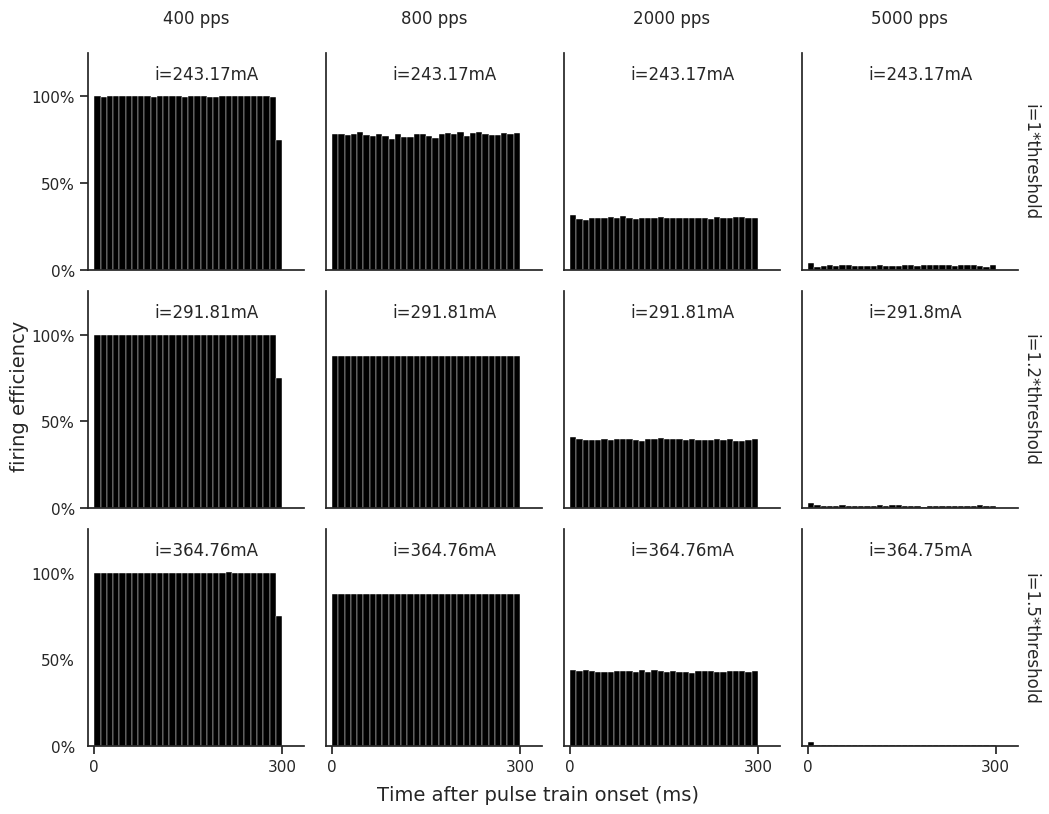 400 pps
800 pps
2000 pps
5000 pps
i=243.17mA
i=243.17mA
i=243.17mA
i=243.17mA
100%
50%
0%
i=1*threshold
i=291.81mA
i=291.81mA
i=291.81mA
i=291.8mA
100%
50%
0%
i=1.2*threshold
firing efficiency
i=364.76mA
i=364.76mA
i=364.76mA
i=364.75mA
100%
50%
0%
i=1.5*threshold
0
300
0
300
0
300
0
300
Time after pulse train onset (ms)